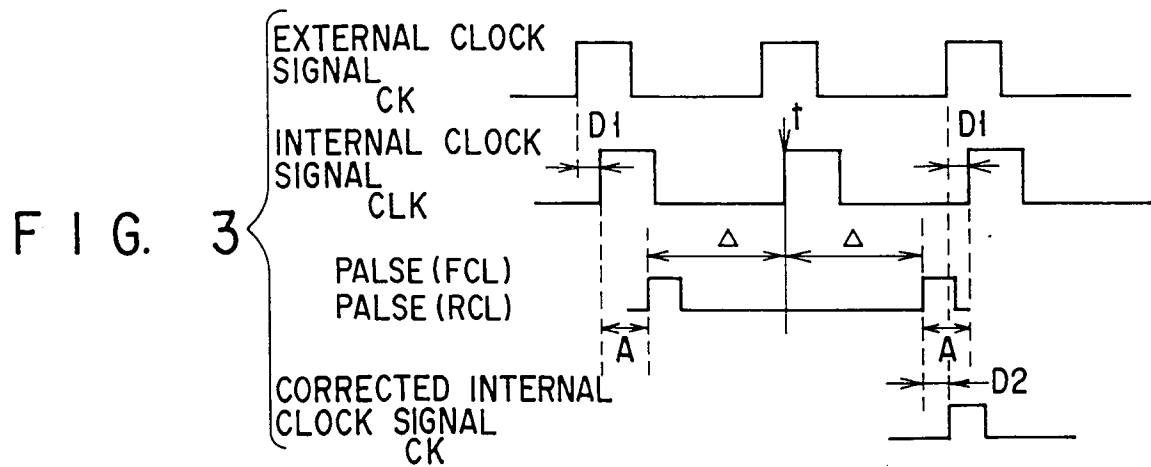 EXTERNAL CLOCK
SIGNAL
CK
D1
t
D1
INTERNAL CLOCK
SIGNAL
CLK
FIG. 3
Δ Δ
PALSE (FCL)
PALSE (RCL)
A A
D2
CORRECTED INTERNAL
CLOCK SIGNAL
CK